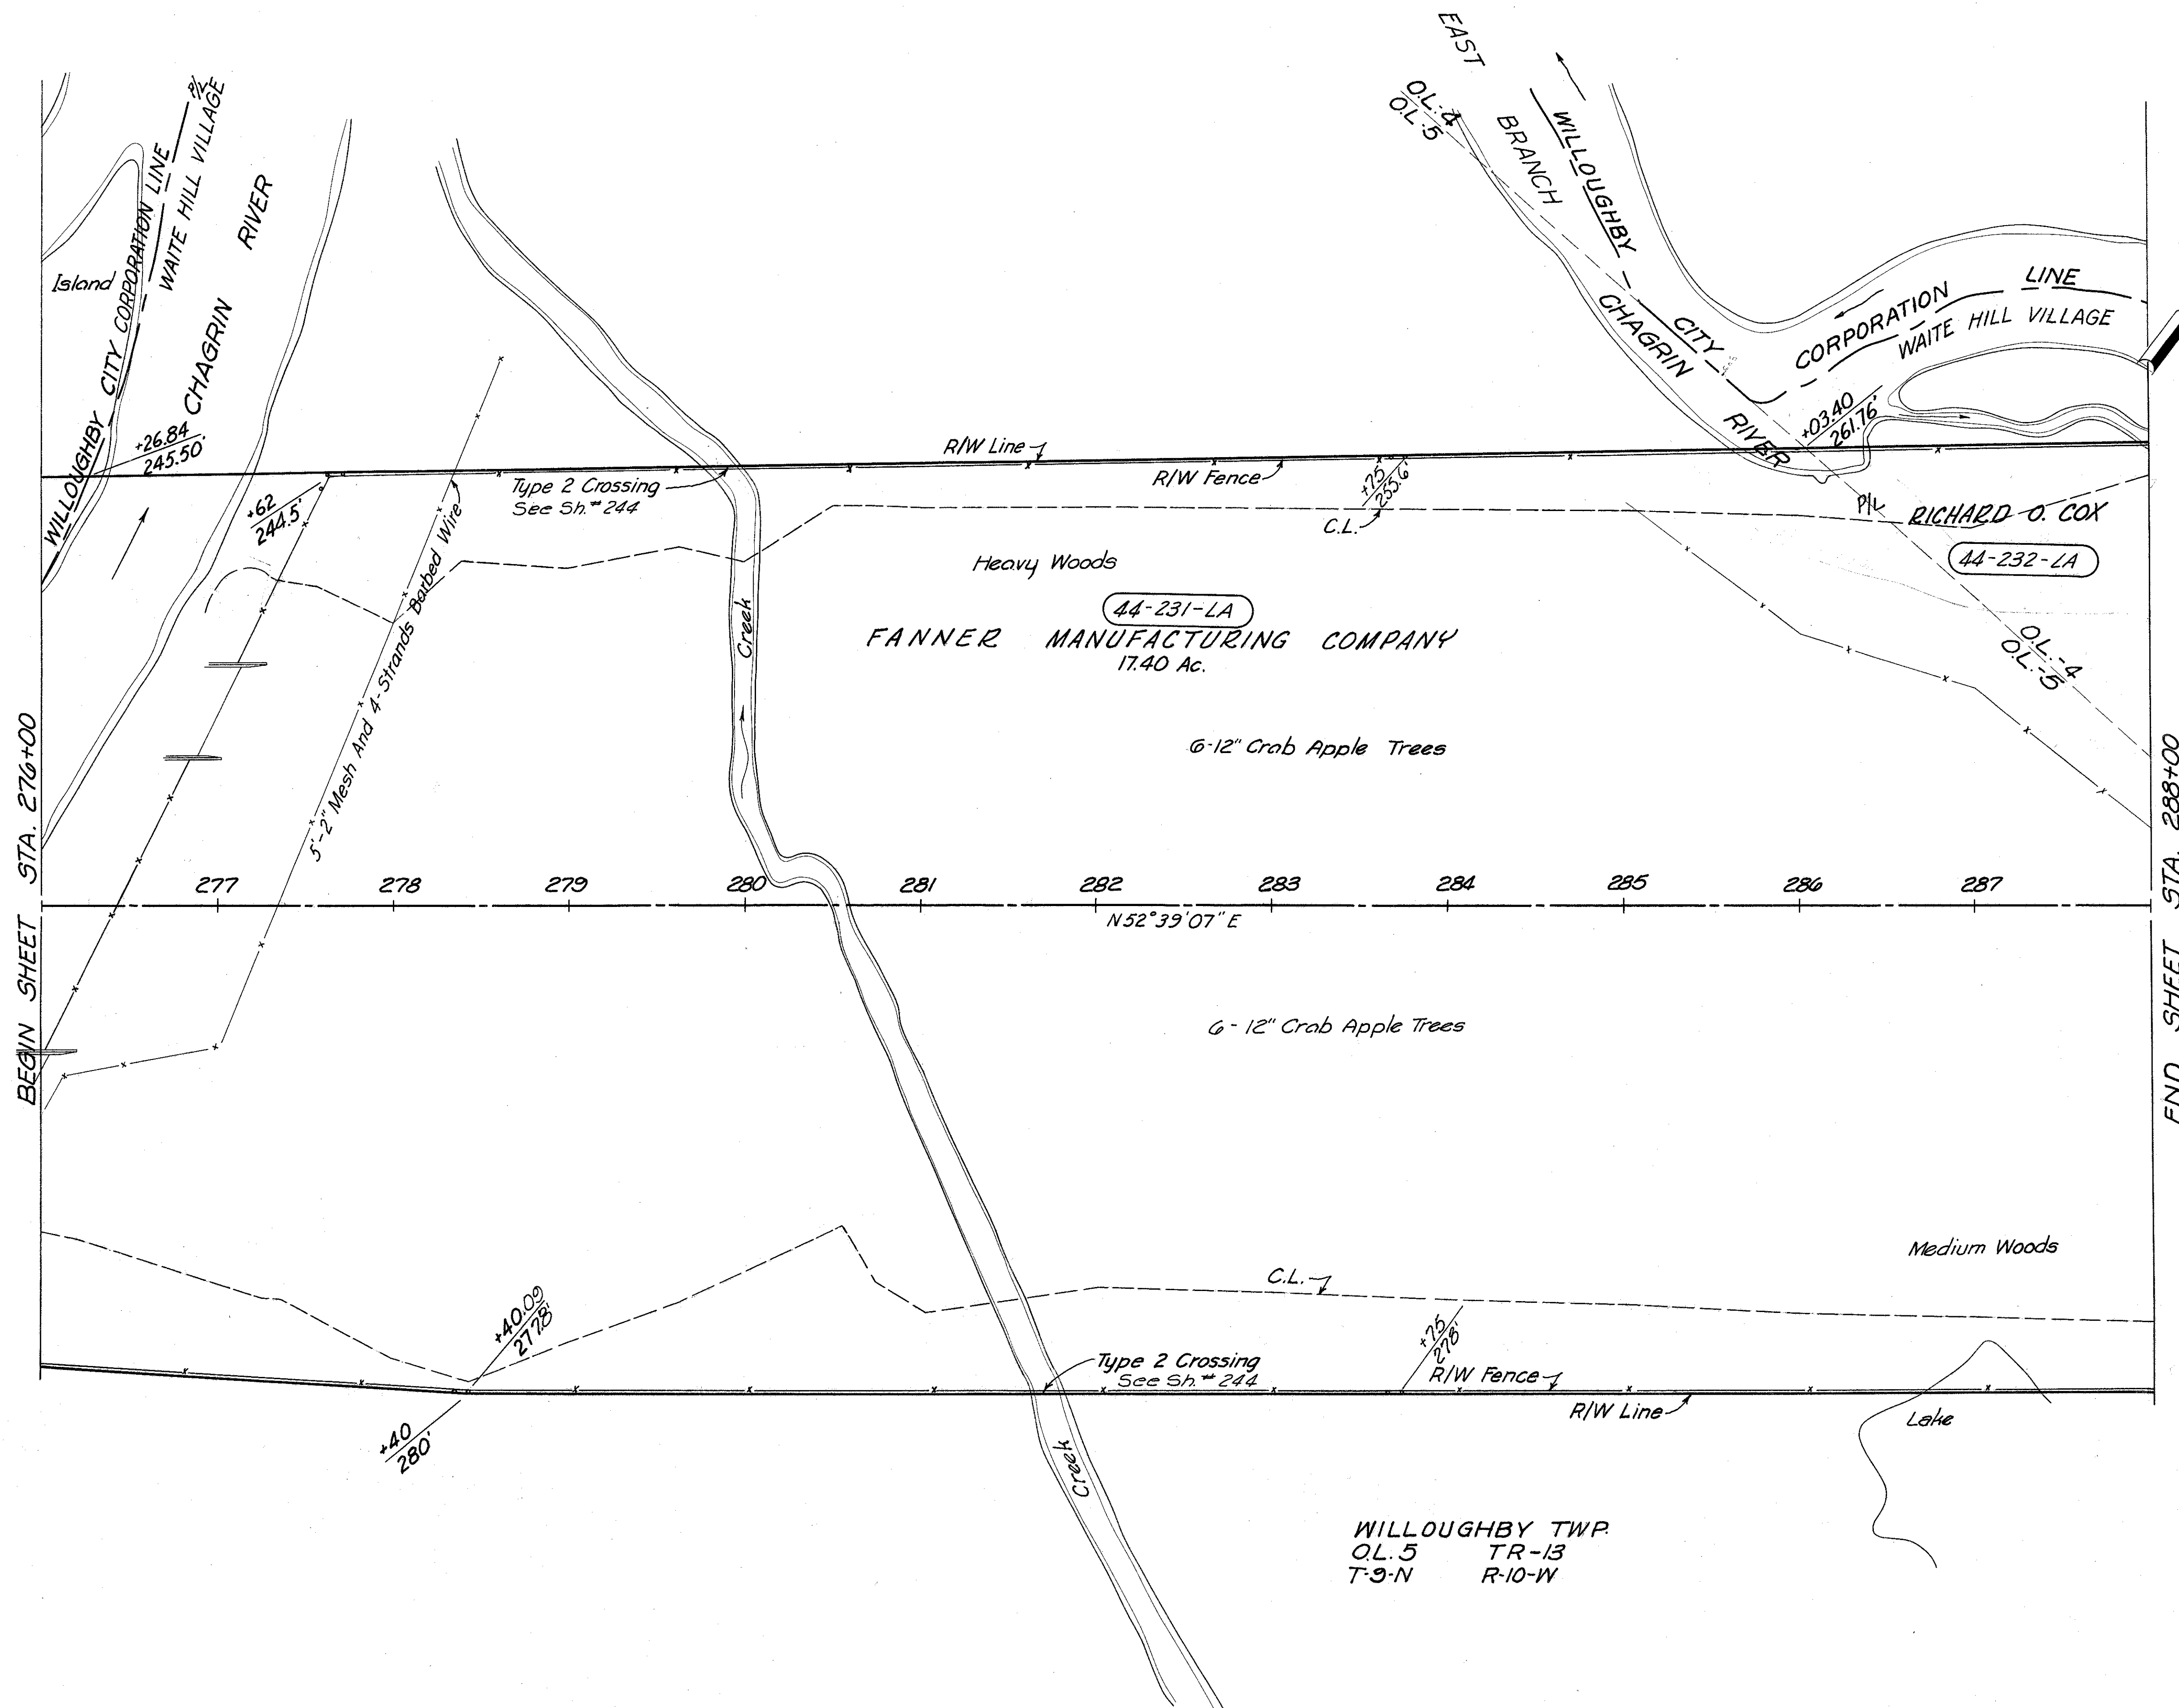 EAST
BRANCH
CHAGRIN
RIVER
O.L.-4
O.L.-5
WILLOUGHBY
CITY
CORPORATION
LINE
WAITE HILL VILLAGE
P/L
WILLOUGHBY CITY CORPORATION LINE
WAITE HILL VILLAGE
CHAGRIN RIVER
Island
+26.84
245.50'
+62
244.5'
5'-2" Mesh And 4-Strands Barbed Wire
Type 2 Crossing
See Sh.# 244
R/W Line
R/W Fence
+75
255.6'
C.L.
+03.40
261.76'
P/L
RICHARD O. COX
44-232-LA
Heavy Woods
44-231-LA
FANNER MANUFACTURING COMPANY
17.40 Ac.
Creek
O.L.-4
O.L.-5
6-12" Crab Apple Trees
BEGIN SHEET STA. 276+00
277 278 279 280 281 282 283 284 285 286 287
N 52° 39' 07" E
END SHEET STA. 288+00
6-12" Crab Apple Trees
Medium Woods
C.L.
+40.09
277.8'
+75
278'
Type 2 Crossing
See Sh.# 244
R/W Fence
R/W Line
Lake
+40
280'
Creek
WILLOUGHBY TWP.
O.L. 5 TR-13
T-9-N R-10-W